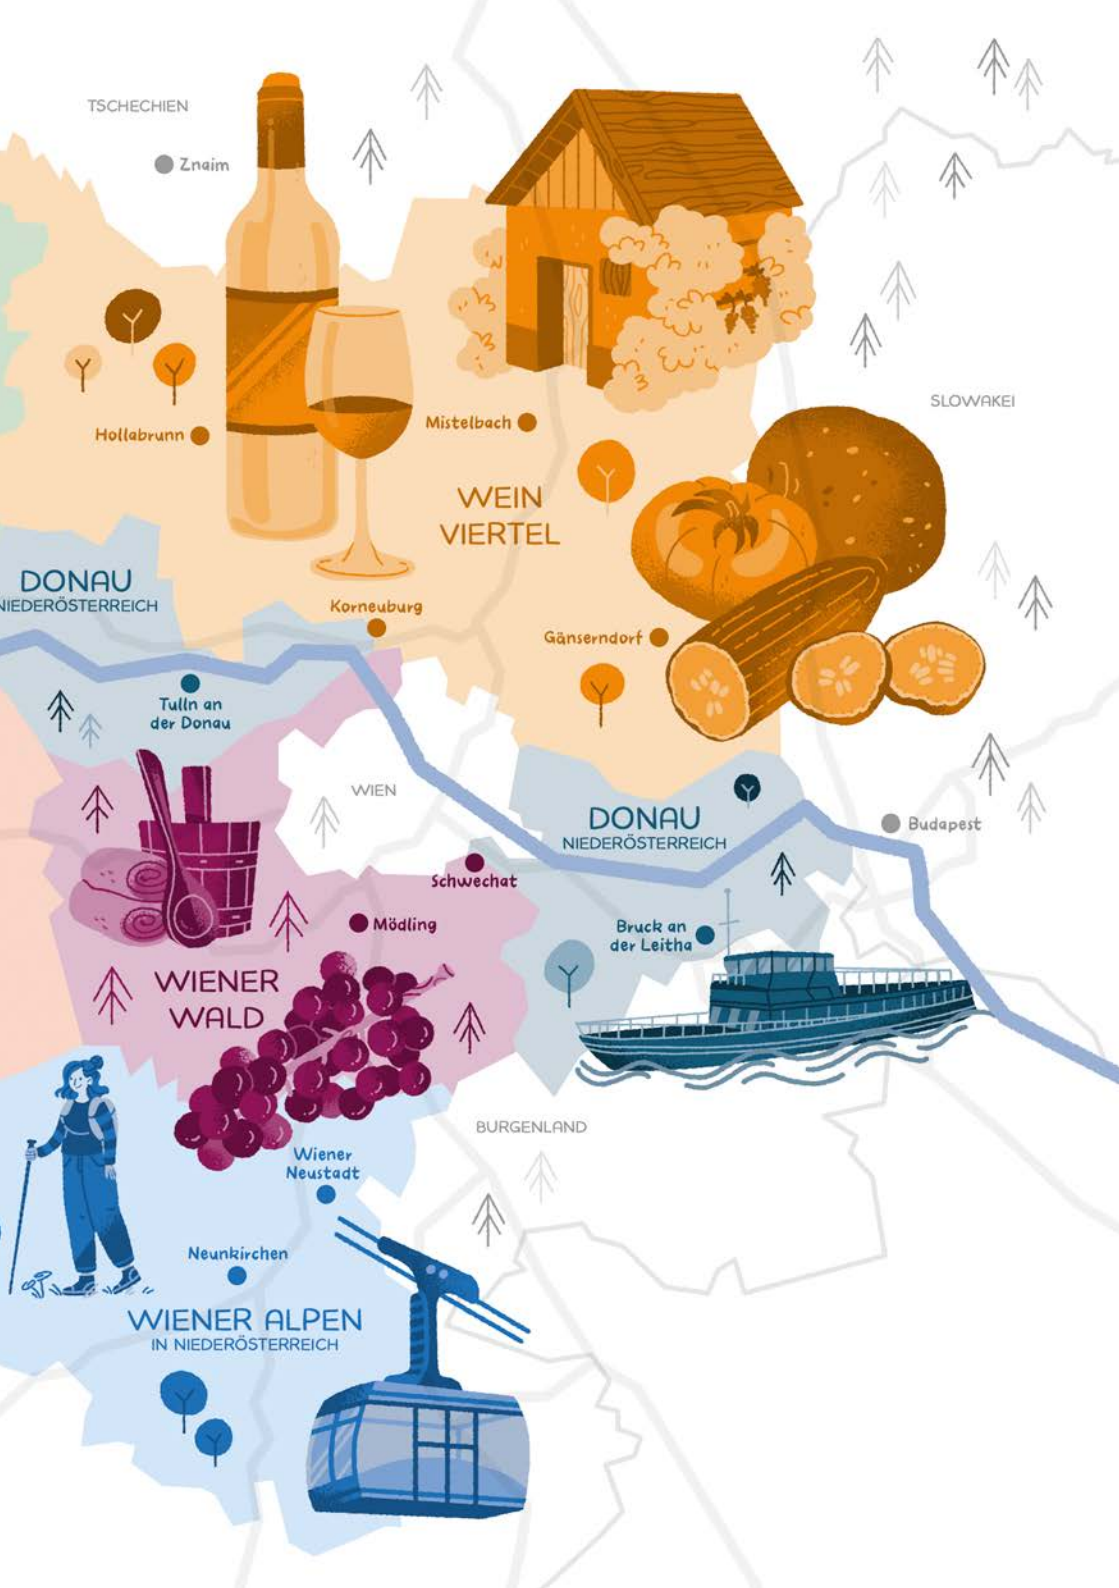 TSCHECHIEN
Znaim
SLOWAKEI
Hollabrunn
Mistelbach
WEIN
VIERTEL
DONAU
NIEDERÖSTERREICH
Korneuburg
Gänserndorf
Tulln an
der Donau
WIEN
DONAU
NIEDERÖSTERREICH
Budapest
Schwechat
Mödling
Bruck an
der Leitha
WIENER
WALD
BURGENLAND
Wiener
Neustadt
Neunkirchen
WIENER ALPEN
IN NIEDERÖSTERREICH